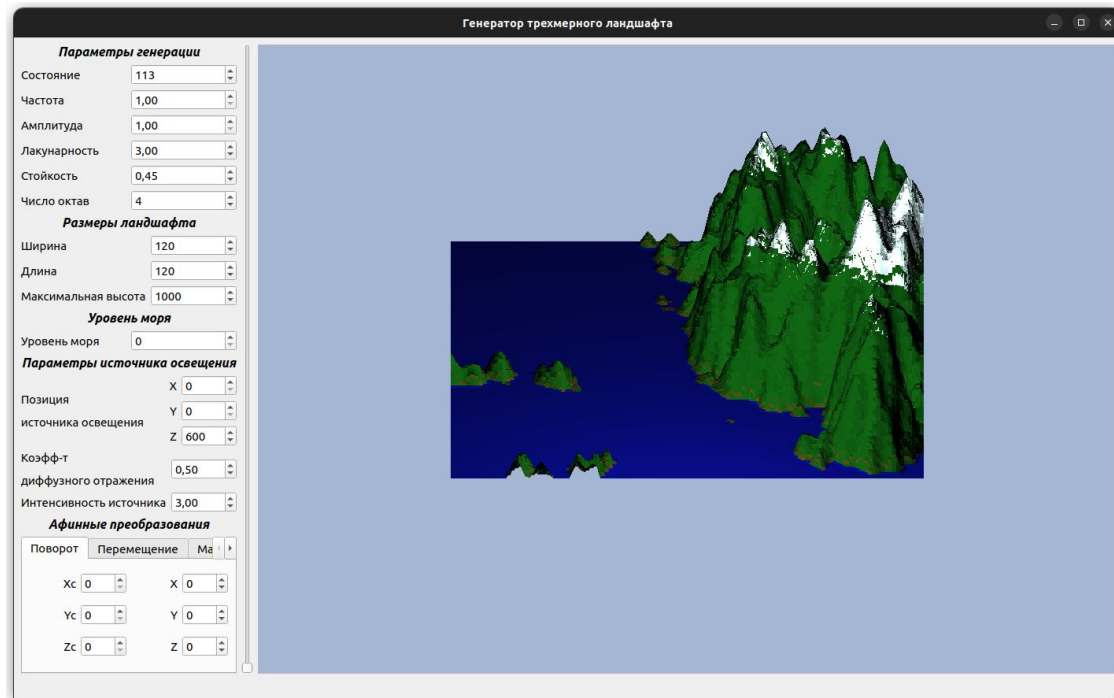 Генератор трехмерного ландшафта
Параметры генерации
Состояние 113
Частота 1,00
Амплитуда 1,00
Лакунарность 3,00
Стойкость 0,45
Число октав 4
Размеры ландшафта
Ширина 120
Длина 120
Максимальная высота 1000
Уровень моря
Уровень моря 0
Параметры источника освещения
X 0
Позиция
Y 0
источника освещения
Z 600
Коэфф-т
0,50
диффузного отражения
Интенсивность источника 3,00
Афинные преобразования
Поворот Перемещение Ма
Xc 0 X 0
Yc 0 Y 0
Zc 0 Z 0